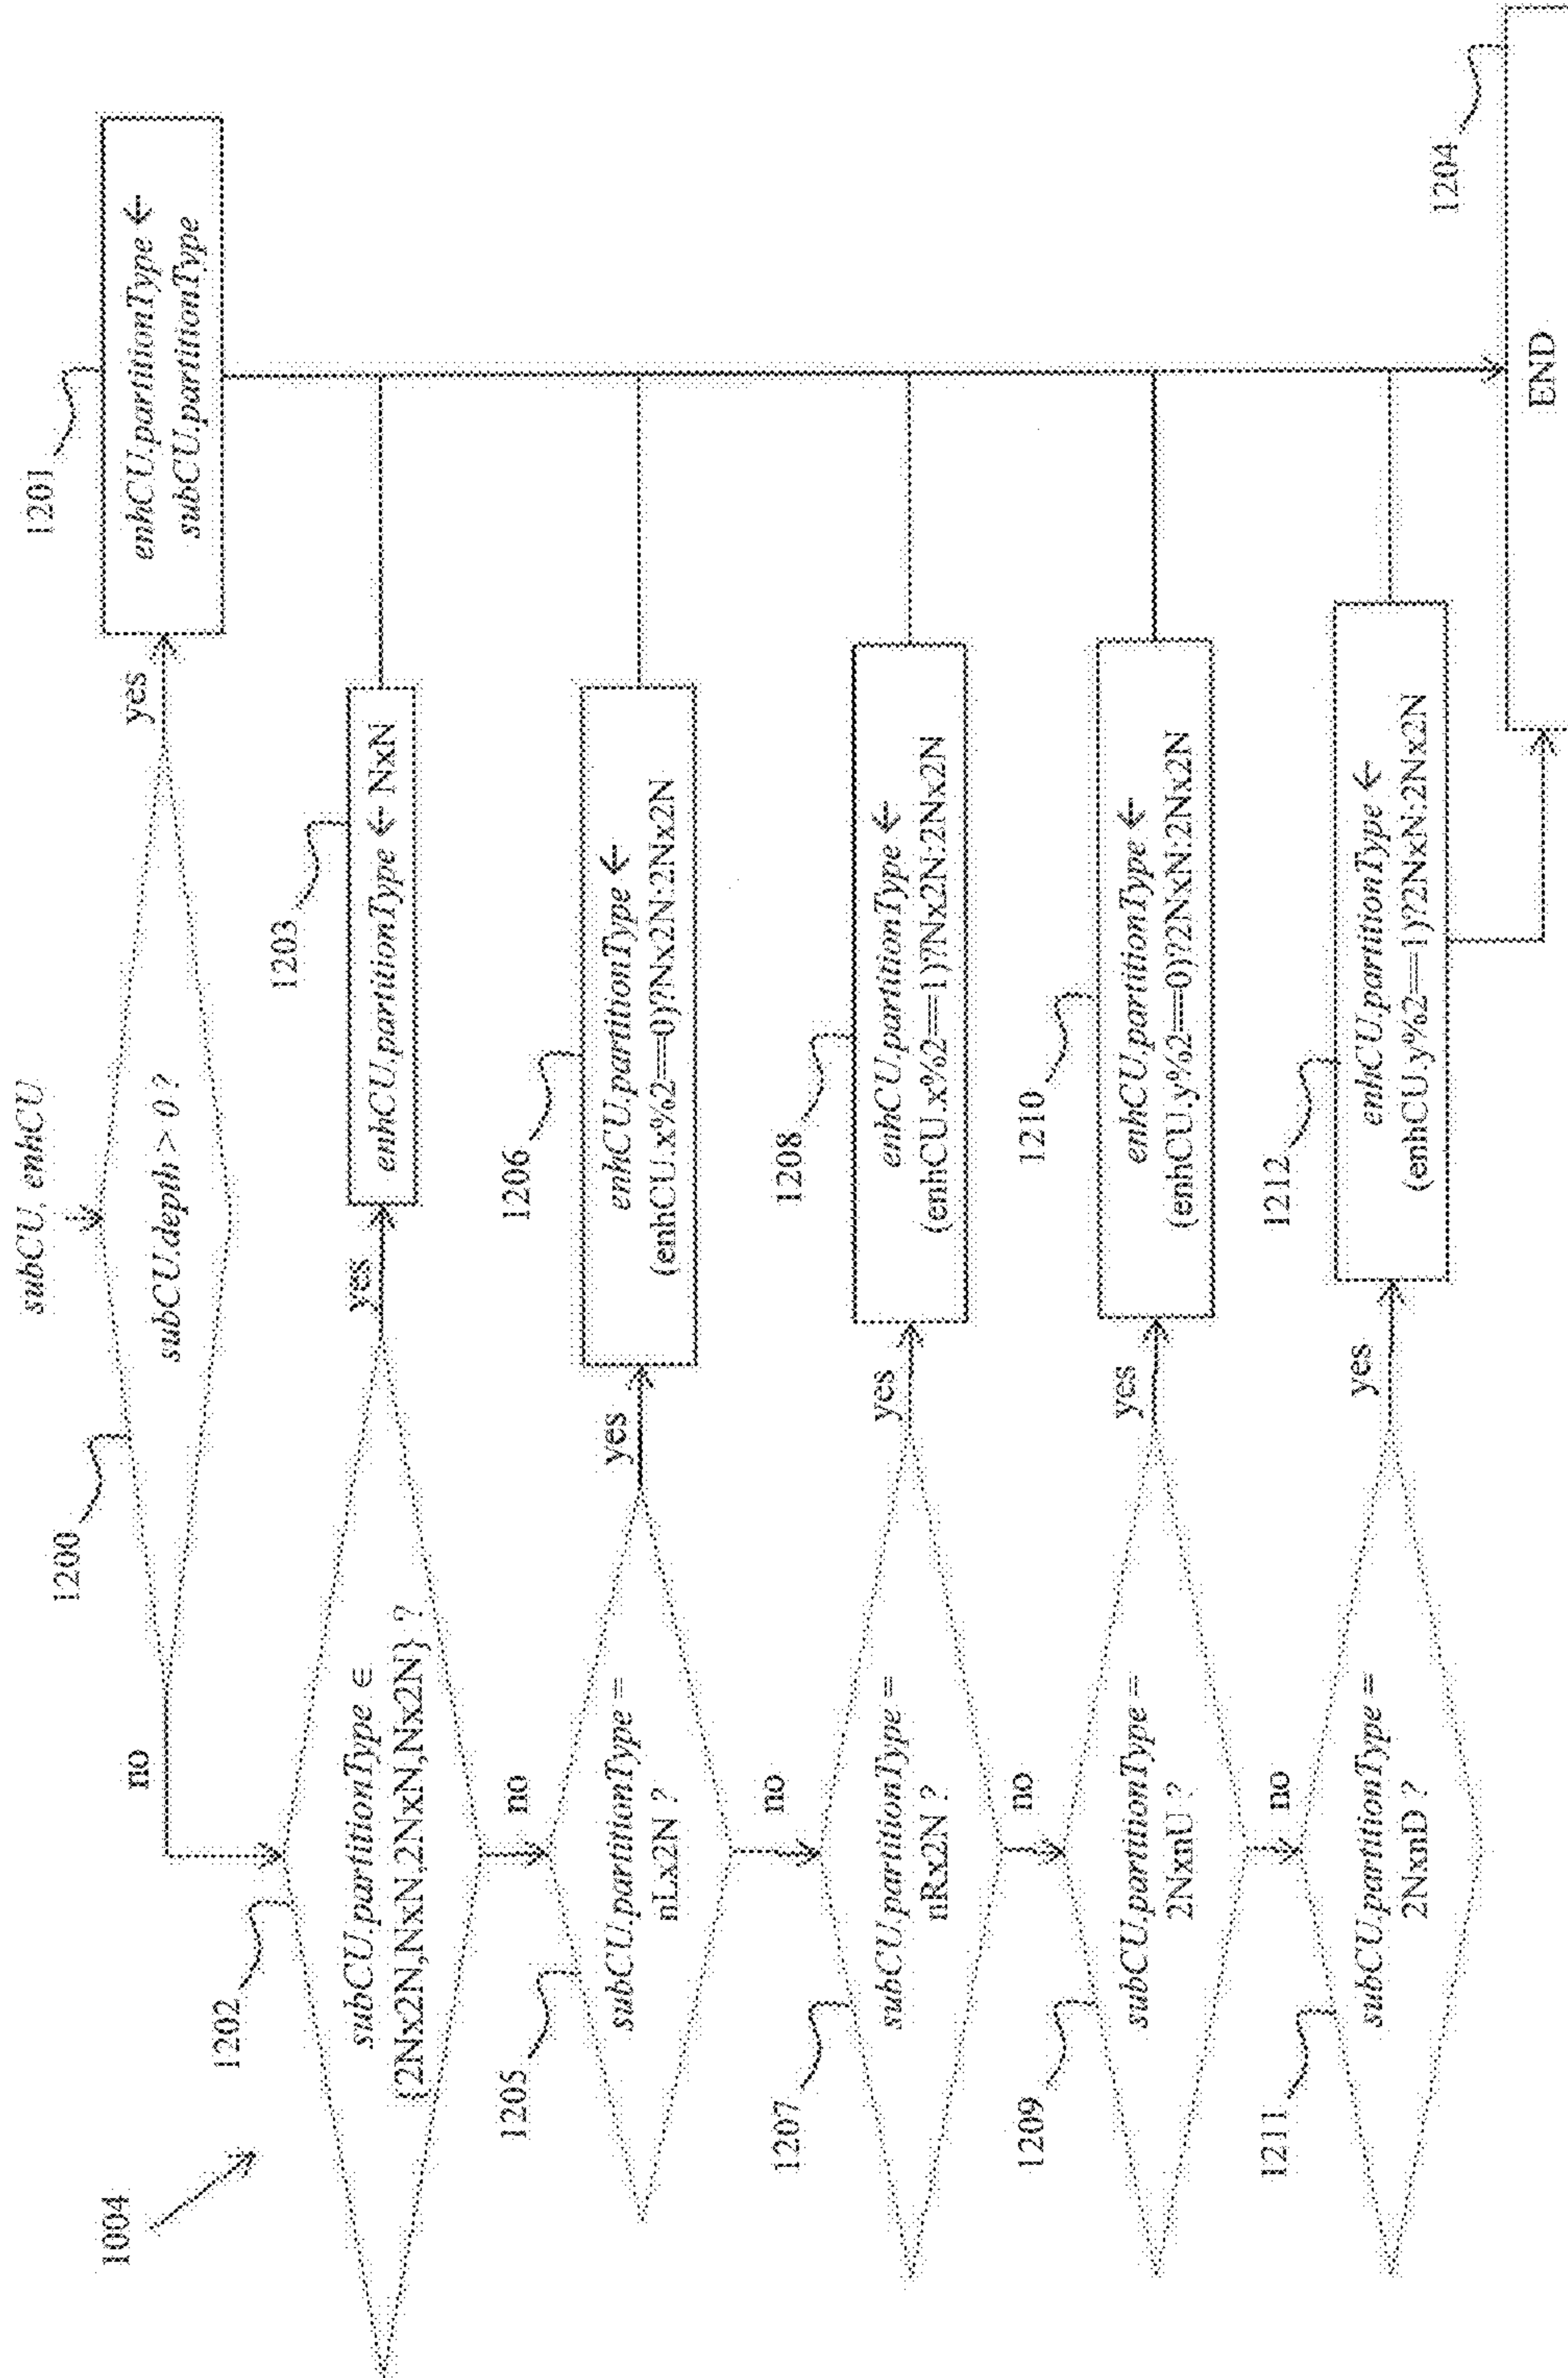 1004
subCU, enhCU
1200
subCU.depth > 0 ?
no
yes
1201
enhCU.partitionType ←
subCU.partitionType
1202
subCU.partitionType ∈
{2Nx2N,NxN,2NxN,Nx2N} ?
yes
1203
enhCU.partitionType ← NxN
no
1205
subCU.partitionType =
nLx2N ?
yes
1206
enhCU.partitionType ←
(enhCU.x%2==0)?Nx2N:2Nx2N
no
1207
subCU.partitionType =
nRx2N ?
yes
1208
enhCU.partitionType ←
(enhCU.x%2==1)?Nx2N:2Nx2N
no
1209
subCU.partitionType =
2NxnU ?
yes
1210
enhCU.partitionType ←
(enhCU.y%2==0)?2NxN:2Nx2N
no
1211
subCU.partitionType =
2NxnD ?
yes
1212
enhCU.partitionType ←
(enhCU.y%2==1)?2NxN:2Nx2N
1204
END